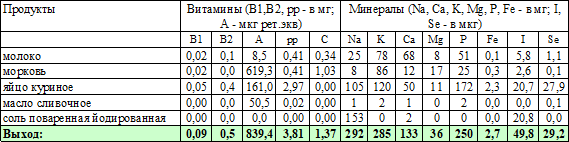 Продукты Витамины (В1,В2, рр - в мг; Минералы (Na, Ca, K, Mg, P, Fe - в мг; I,
А - мкг рет.экв) Se - в мкг)
В1 В2 А рр С Na K Ca Mg P Fe I Se
молоко 0,02 0,1 8,5 0,41 0,34 25 78 68 8 51 0,1 5,8 1,1
морковь 0,02 0,0 619,3 0,41 1,03 8 86 12 17 25 0,3 2,6 0,1
яйцо куриное 0,05 0,4 161,0 2,97 0,00 105 120 50 11 172 2,3 20,7 27,9
масло сливочное 0,00 0,0 50,5 0,02 0,00 1 2 1 0 2 0,0 0,0 0,1
соль поваренная йодированная 0,00 0,0 0,0 0,00 0,00 153 0 2 0 0 0,0 20,8 0,0
Выход: 0,09 0,5 839,4 3,81 1,37 292 285 133 36 250 2,7 49,8 29,2